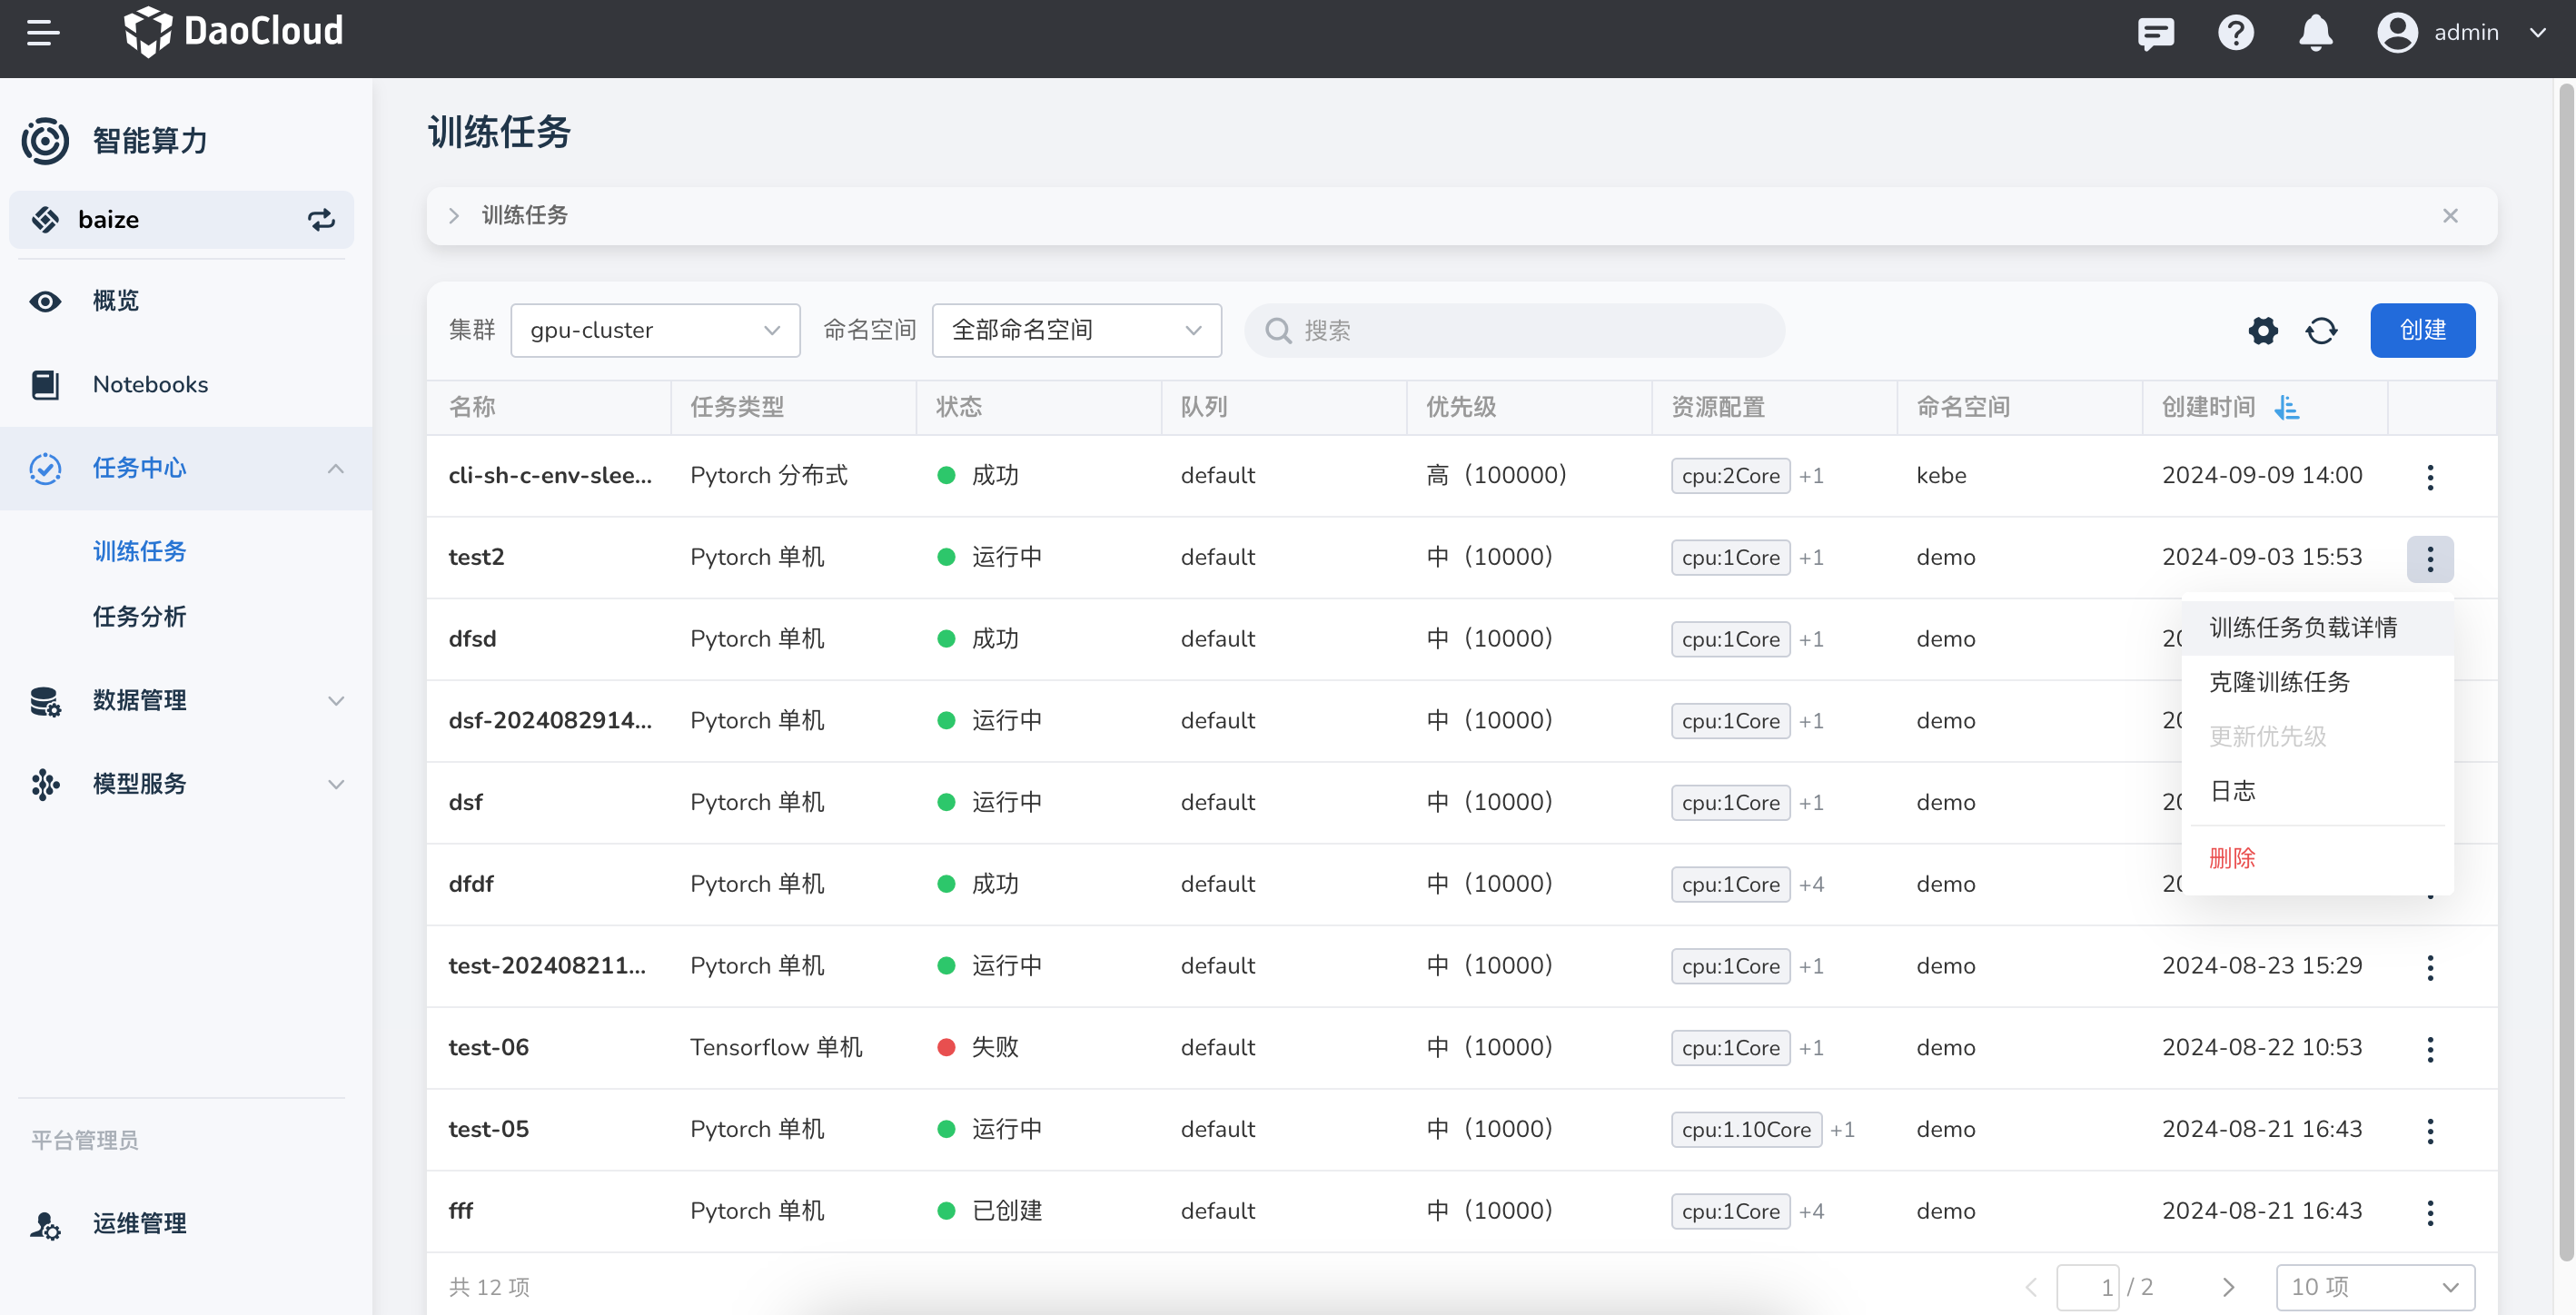 DaoCloud
admin
智能算力
baize
概览
Notebooks
任务中心
训练任务
任务分析
数据管理
模型服务
平台管理员
运维管理
训练任务
训练任务
集群 gpu-cluster 命名空间 全部命名空间 搜索 创建
名称 任务类型 状态 队列 优先级 资源配置 命名空间 创建时间
cli-sh-c-env-slee... Pytorch 分布式 成功 default 高（100000） cpu:2Core +1 kebe 2024-09-09 14:00
test2 Pytorch 单机 运行中 default 中（10000） cpu:1Core +1 demo 2024-09-03 15:53
dfsd Pytorch 单机 成功 default 中（10000） cpu:1Core +1 demo
dsf-2024082914... Pytorch 单机 运行中 default 中（10000） cpu:1Core +1 demo
dsf Pytorch 单机 运行中 default 中（10000） cpu:1Core +1 demo
dfdf Pytorch 单机 成功 default 中（10000） cpu:1Core +4 demo
test-202408211... Pytorch 单机 运行中 default 中（10000） cpu:1Core +1 demo 2024-08-23 15:29
test-06 Tensorflow 单机 失败 default 中（10000） cpu:1Core +1 demo 2024-08-22 10:53
test-05 Pytorch 单机 运行中 default 中（10000） cpu:1.10Core +1 demo 2024-08-21 16:43
fff Pytorch 单机 已创建 default 中（10000） cpu:1Core +4 demo 2024-08-21 16:43
训练任务负载详情
克隆训练任务
更新优先级
日志
删除
共 12 项 1 / 2 10 项